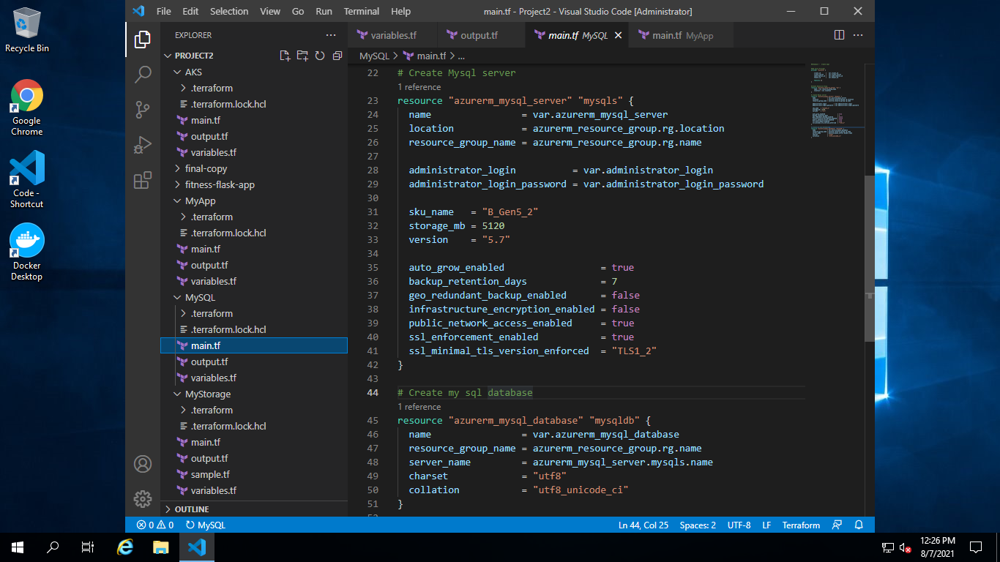 Recycle Bin
Google
Chrome
Code -
Shortcut
Docker
Desktop
File Edit Selection View Go Run Terminal Help
main.tf - Project2 - Visual Studio Code [Administrator]
EXPLORER
PROJECT2
AKS
.terraform
.terraform.lock.hcl
main.tf
output.tf
variables.tf
final-copy
fitness-flask-app
MyApp
.terraform
.terraform.lock.hcl
main.tf
output.tf
variables.tf
MySQL
.terraform
.terraform.lock.hcl
main.tf
output.tf
variables.tf
MyStorage
.terraform
.terraform.lock.hcl
main.tf
output.tf
sample.tf
variables.tf
OUTLINE
variables.tf output.tf main.tf MySQL main.tf MyApp
MySQL > main.tf > ...
22 # Create Mysql server
1 reference
23 resource "azurerm_mysql_server" "mysqls" {
24 name = var.azurerm_mysql_server
25 location = azurerm_resource_group.rg.location
26 resource_group_name = azurerm_resource_group.rg.name
27
28 administrator_login = var.administrator_login
29 administrator_login_password = var.administrator_login_password
30
31 sku_name = "B_Gen5_2"
32 storage_mb = 5120
33 version = "5.7"
34
35 auto_grow_enabled = true
36 backup_retention_days = 7
37 geo_redundant_backup_enabled = false
38 infrastructure_encryption_enabled = false
39 public_network_access_enabled = true
40 ssl_enforcement_enabled = true
41 ssl_minimal_tls_version_enforced = "TLS1_2"
42 }
43
44 # Create my sql database
1 reference
45 resource "azurerm_mysql_database" "mysqldb" {
46 name = var.azurerm_mysql_database
47 resource_group_name = azurerm_resource_group.rg.name
48 server_name = azurerm_mysql_server.mysqls.name
49 charset = "utf8"
50 collation = "utf8_unicode_ci"
51 }
0 0 MySQL
Ln 44, Col 25 Spaces: 2 UTF-8 LF Terraform
12:26 PM
8/7/2021